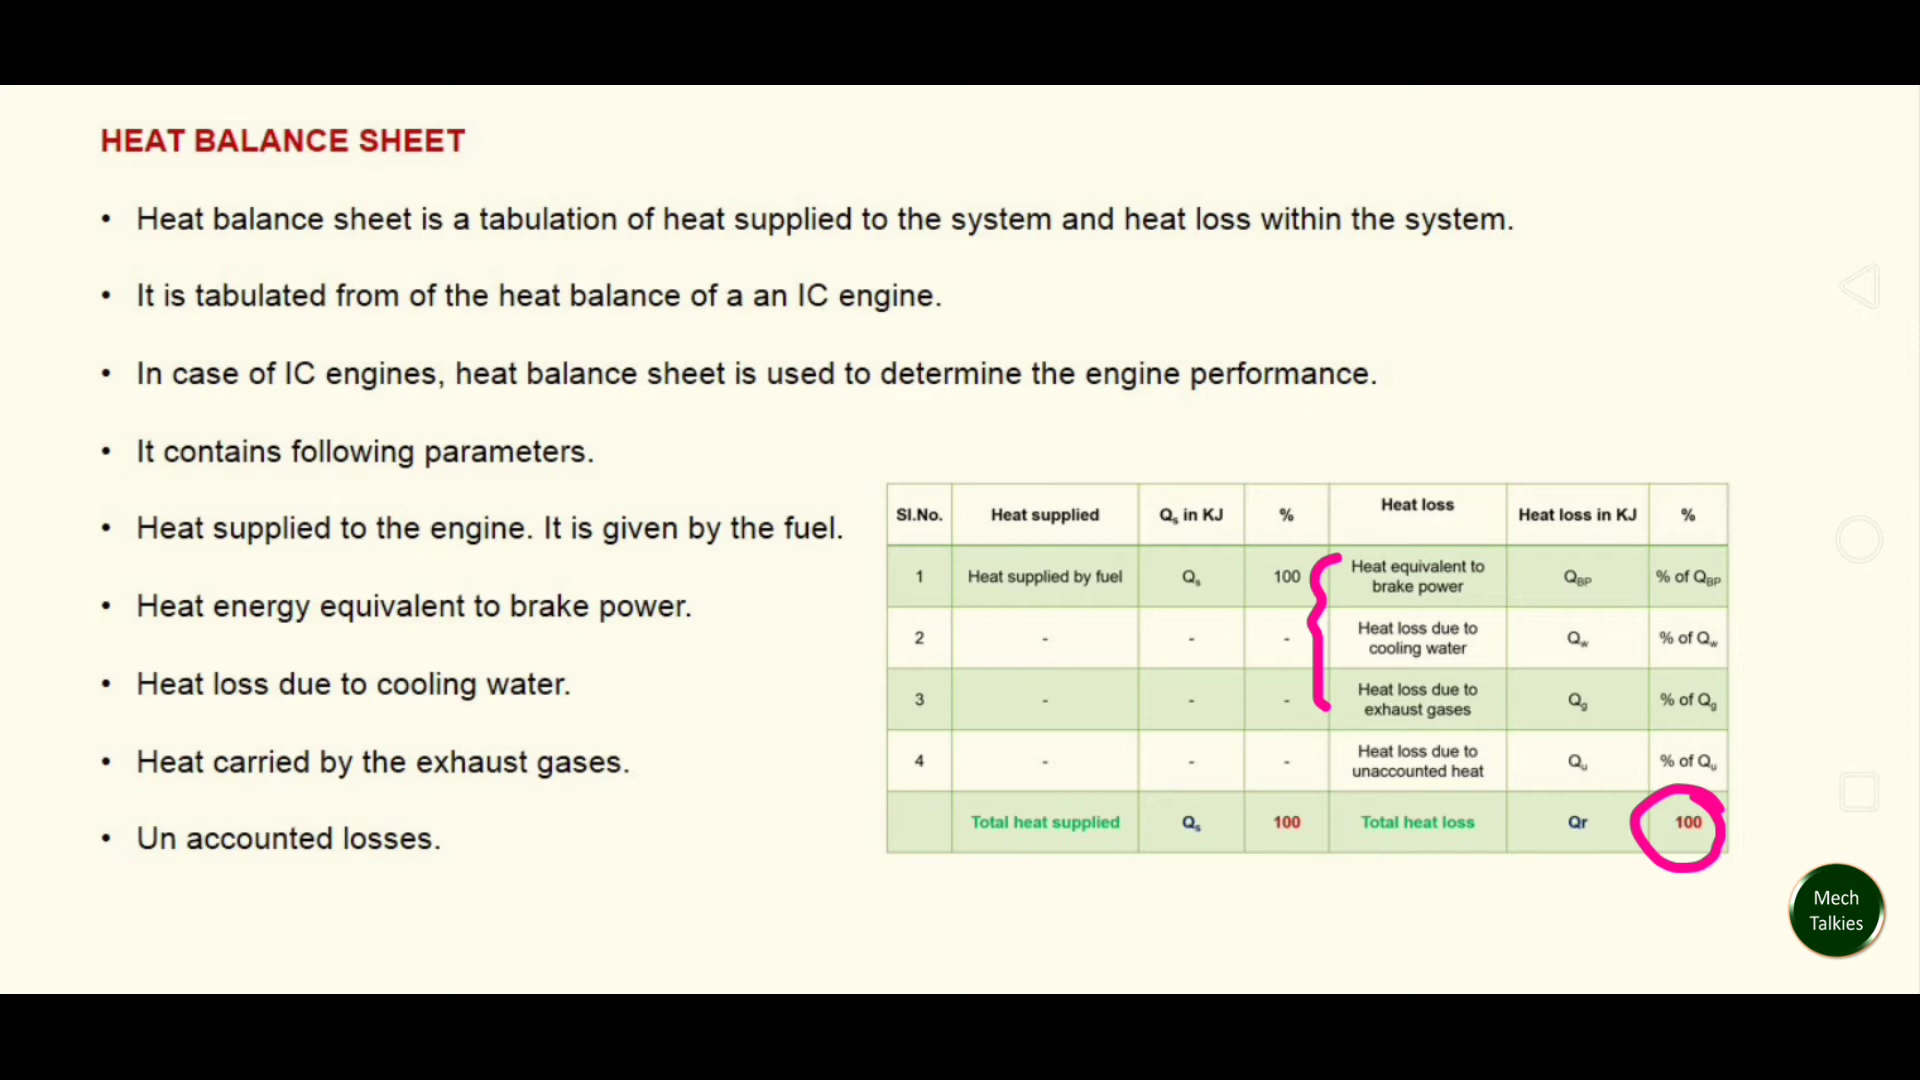 HEAT BALANCE SHEET
• Heat balance sheet is a tabulation of heat supplied to the system and heat loss within the system.
• It is tabulated from of the heat balance of a an IC engine.
• In case of IC engines, heat balance sheet is used to determine the engine performance.
• It contains following parameters.
• Heat supplied to the engine. It is given by the fuel.
• Heat energy equivalent to brake power.
• Heat loss due to cooling water.
• Heat carried by the exhaust gases.
• Un accounted losses.
Sl.No. Heat supplied Qs in KJ % Heat loss Heat loss in KJ %
1 Heat supplied by fuel Qs 100 Heat equivalent to brake power QBP % of QBP
2 - - - Heat loss due to cooling water Qw % of Qw
3 - - - Heat loss due to exhaust gases Qg % of Qg
4 - - - Heat loss due to unaccounted heat Qu % of Qu
Total heat supplied Qs 100 Total heat loss Qr 100
Mech
Talkies